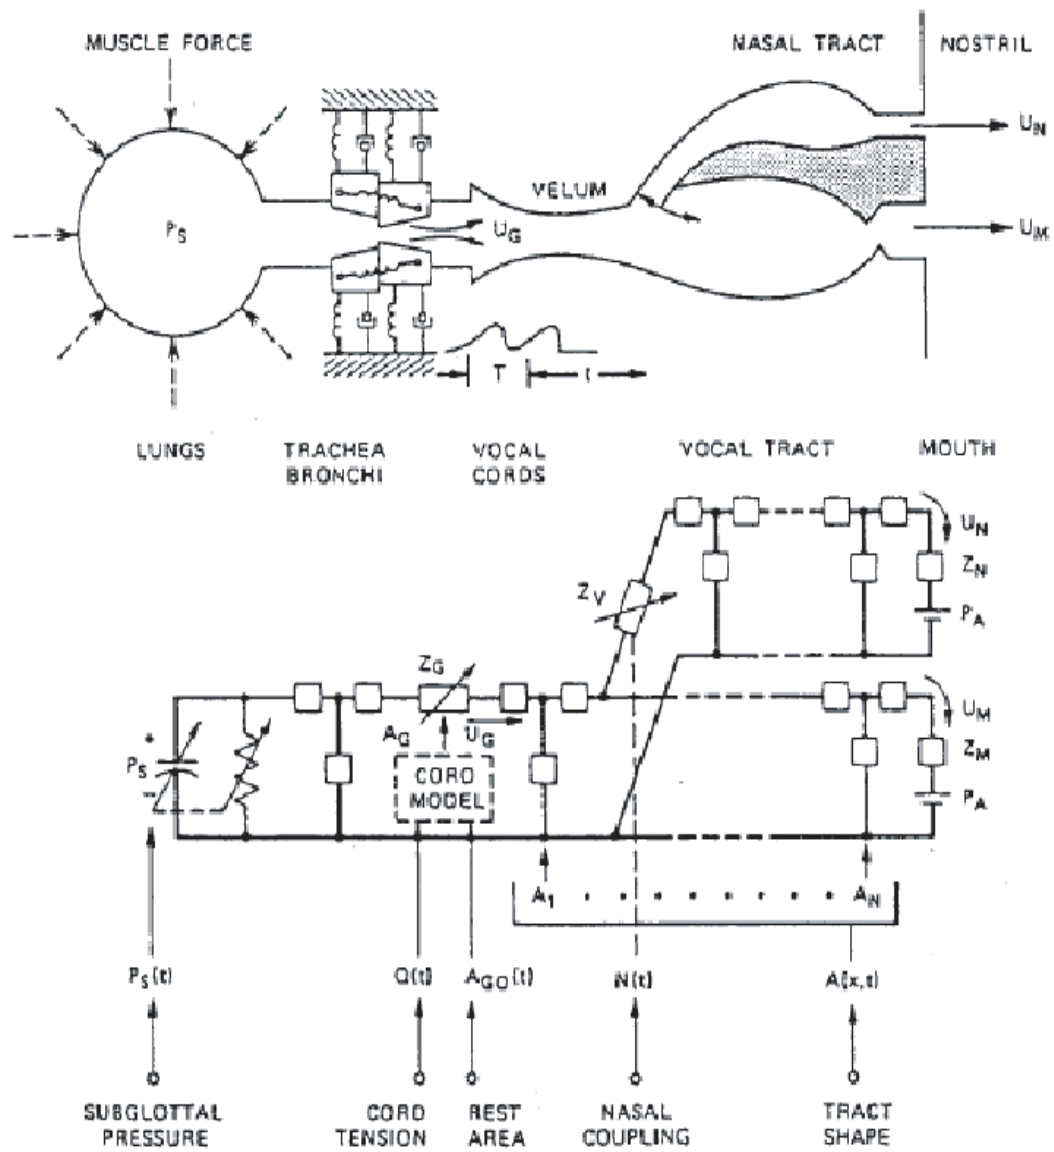 MUSCLE FORCE
NASAL TRACT
NOSTRIL
U_N
VELUM
P_S
U_G
U_M
T
t
LUNGS
TRACHEA
BRONCHI
VOCAL
CORDS
VOCAL TRACT
MOUTH
U_N
Z_N
P_A
Z_V
Z_G
A_G
U_G
U_M
Z_M
P_A
+
P_S
−
CORD
MODEL
A_1 . . . . . . . . A_N
P_S(t)
Q(t)
A_GO(t)
N(t)
A(x,t)
SUBGLOTTAL
PRESSURE
CORD
TENSION
REST
AREA
NASAL
COUPLING
TRACT
SHAPE